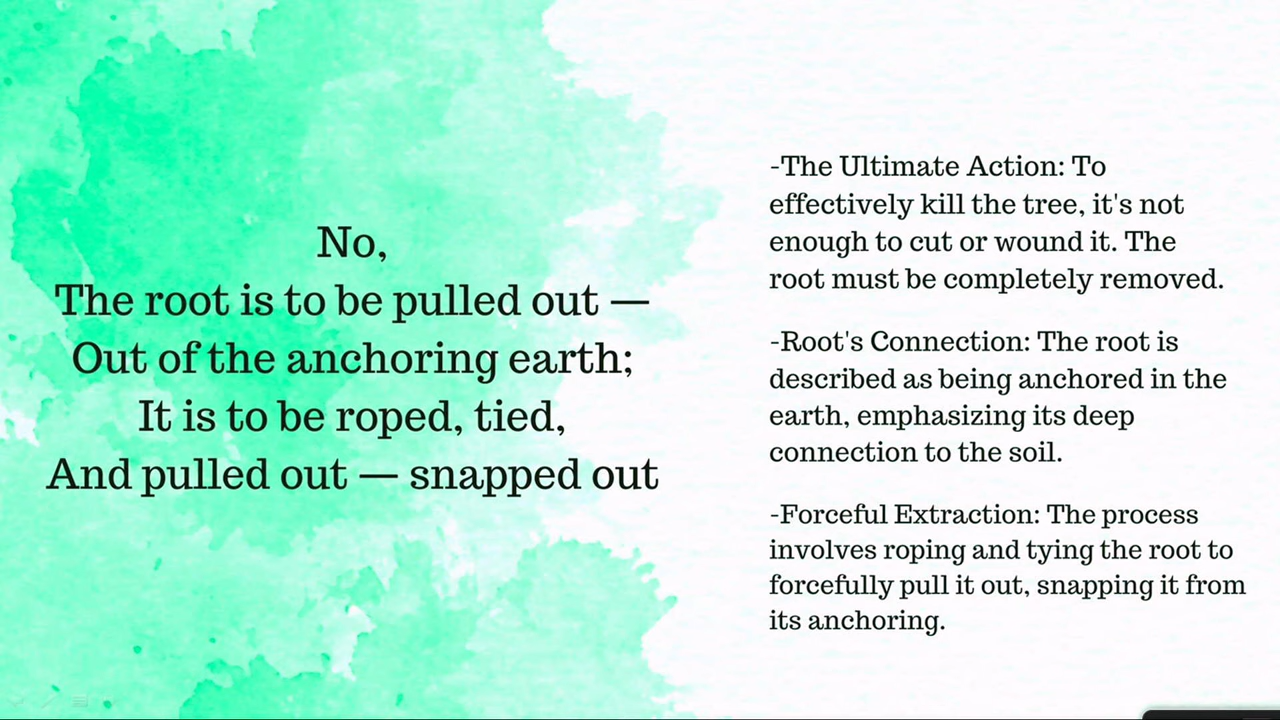 No,
The root is to be pulled out —
Out of the anchoring earth;
It is to be roped, tied,
And pulled out — snapped out
-The Ultimate Action: To
effectively kill the tree, it's not
enough to cut or wound it. The
root must be completely removed.
-Root's Connection: The root is
described as being anchored in the
earth, emphasizing its deep
connection to the soil.
-Forceful Extraction: The process
involves roping and tying the root to
forcefully pull it out, snapping it from
its anchoring.